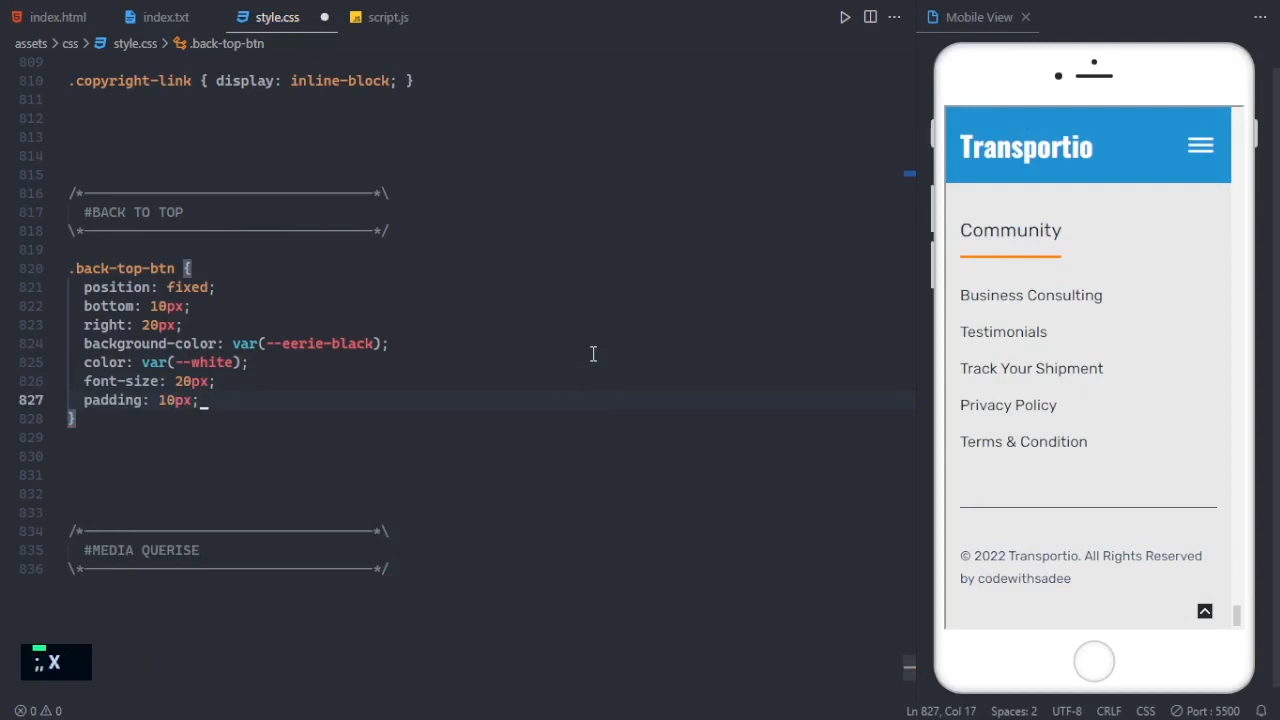 index.html
index.txt
style.css
script.js
Mobile View
assets > css > style.css > .back-top-btn
809
810 .copyright-link { display: inline-block; }
811
812
813
814
815
816 /*-----------------------------------*\
817 #BACK TO TOP
818 \*-----------------------------------*/
819
820 .back-top-btn {
821 position: fixed;
822 bottom: 10px;
823 right: 20px;
824 background-color: var(--eerie-black);
825 color: var(--white);
826 font-size: 20px;
827 padding: 10px;
828 }
829
830
831
832
833
834 /*-----------------------------------*\
835 #MEDIA QUERISE
836 \*-----------------------------------*/
Transportio
Community
Business Consulting
Testimonials
Track Your Shipment
Privacy Policy
Terms & Condition
© 2022 Transportio. All Rights Reserved
by codewithsadee
;, X
0 0
Ln 827, Col 17 Spaces: 2 UTF-8 CRLF CSS Port : 5500